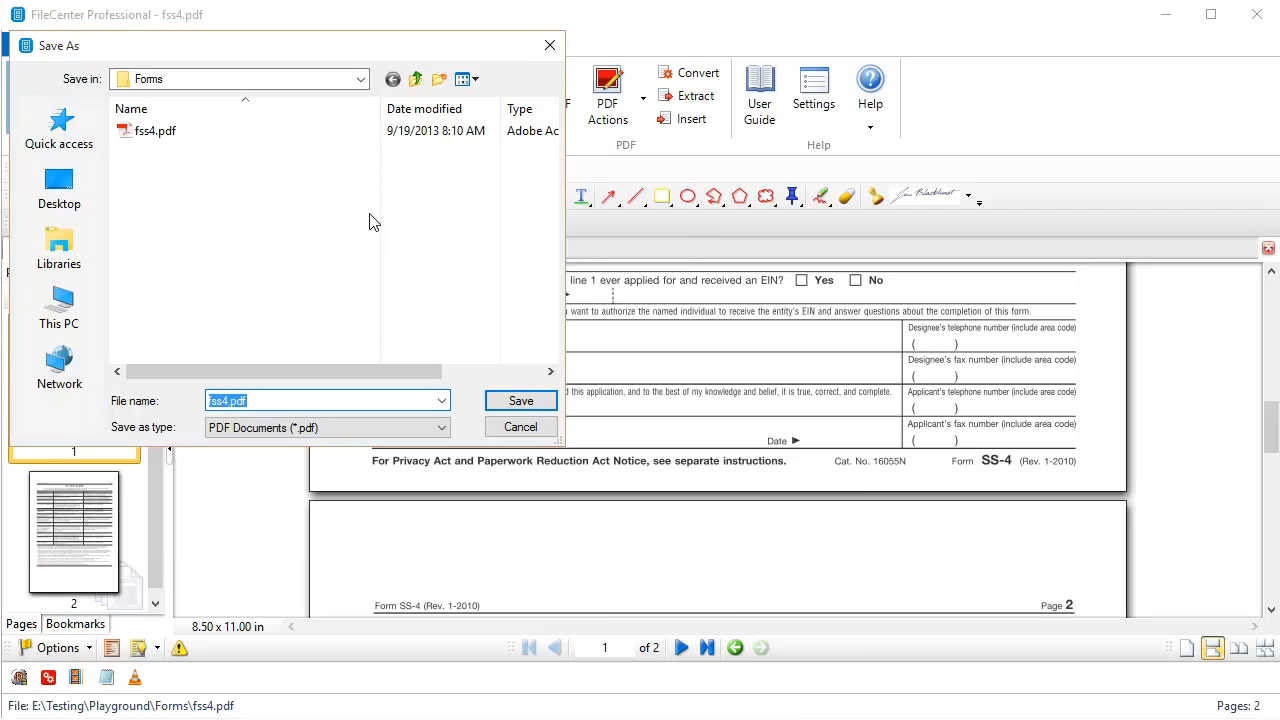 FileCenter Professional - fss4.pdf
Save As
Save in:
Forms
Name
Date modified
Type
fss4.pdf
9/19/2013 8:10 AM
Adobe Ac
Quick access
Desktop
Libraries
This PC
Network
File name:
fss4.pdf
Save
Save as type:
PDF Documents (*.pdf)
Cancel
PDF
Actions
Convert
Extract
Insert
PDF
User
Guide
Settings
Help
Help
line 1 ever applied for and received an EIN?
Yes
No
want to authorize the named individual to receive the entity's EIN and answer questions about the completion of this form.
Designee's telephone number (include area code)
( )
Designee's fax number (include area code)
( )
this application, and to the best of my knowledge and belief, it is true, correct, and complete.
Applicant's telephone number (include area code)
( )
Applicant's fax number (include area code)
Date
( )
For Privacy Act and Paperwork Reduction Act Notice, see separate instructions.
Cat. No. 16055N
Form SS-4 (Rev. 1-2010)
Form SS-4 (Rev. 1-2010)
Page 2
1
2
Pages
Bookmarks
8.50 x 11.00 in
Options
1
of 2
File: E:\Testing\Playground\Forms\fss4.pdf
Pages: 2